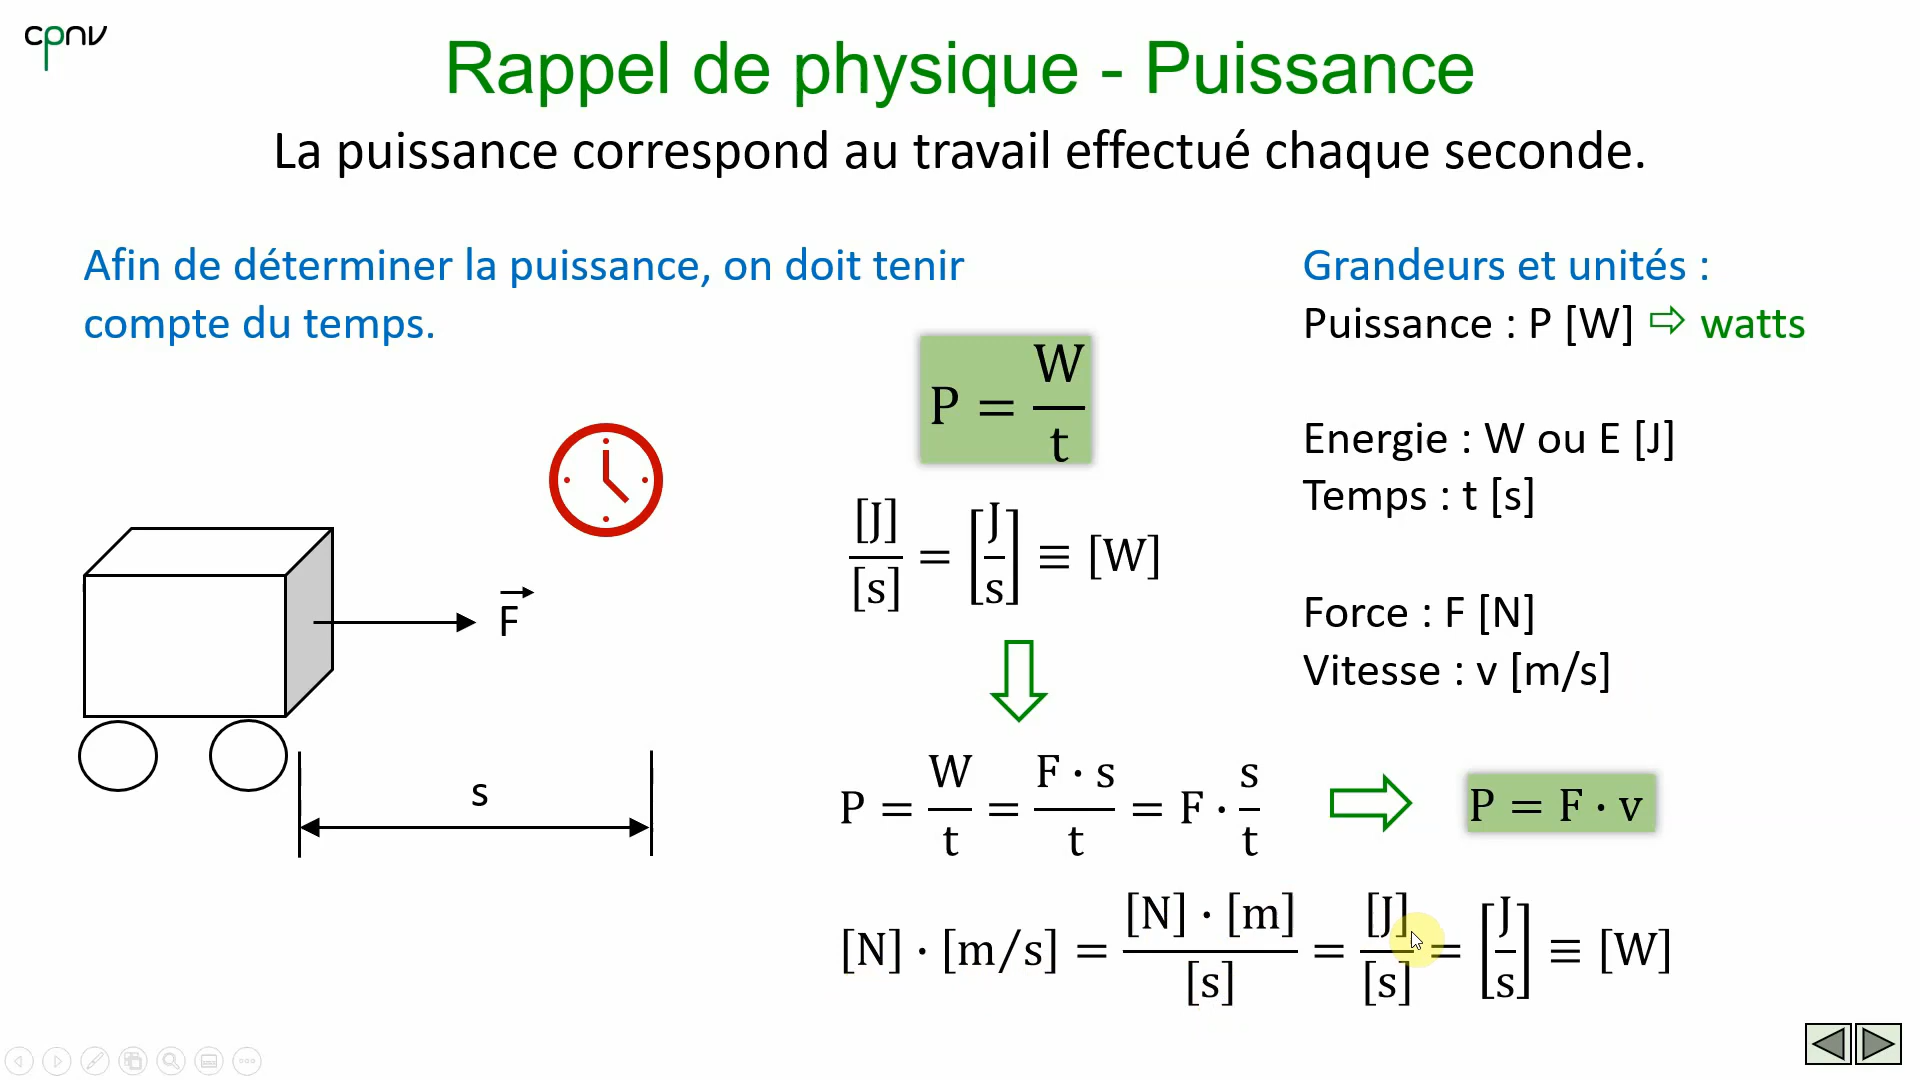 cpnv
Rappel de physique - Puissance
La puissance correspond au travail effectué chaque seconde.
Afin de déterminer la puissance, on doit tenir
compte du temps.
F
s
P = W/t
[J]/[s] = [J/s] ≡ [W]
P = W/t = F · s/t = F · s/t
P = F · v
[N] · [m/s] = [N] · [m]/[s] = [J]/[s] = [J/s] ≡ [W]
Grandeurs et unités :
Puissance : P [W] ⇨ watts
Energie : W ou E [J]
Temps : t [s]
Force : F [N]
Vitesse : v [m/s]